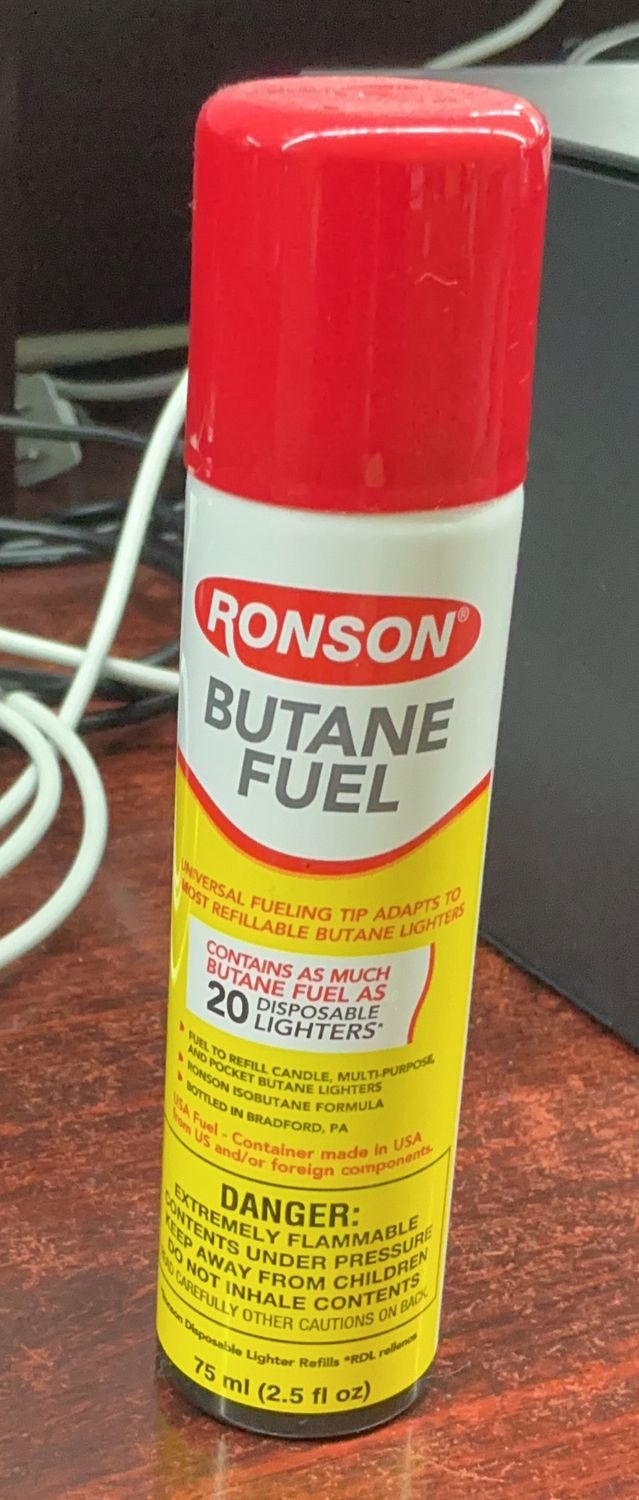 RONSON®
BUTANE
FUEL
UNIVERSAL FUELING TIP ADAPTS TO
MOST REFILLABLE BUTANE LIGHTERS
CONTAINS AS MUCH
BUTANE FUEL AS
20 DISPOSABLE
LIGHTERS*
FUEL TO REFILL CANDLE, MULTI-PURPOSE,
AND POCKET BUTANE LIGHTERS
RONSON ISOBUTANE FORMULA
BOTTLED IN BRADFORD, PA
USA Fuel - Container made in USA
from US and/or foreign components.
DANGER:
EXTREMELY FLAMMABLE
CONTENTS UNDER PRESSURE
KEEP AWAY FROM CHILDREN
DO NOT INHALE CONTENTS
READ CAREFULLY OTHER CAUTIONS ON BACK.
Ronson Disposable Lighter Refills *RDL rellenos
75 ml (2.5 fl oz)